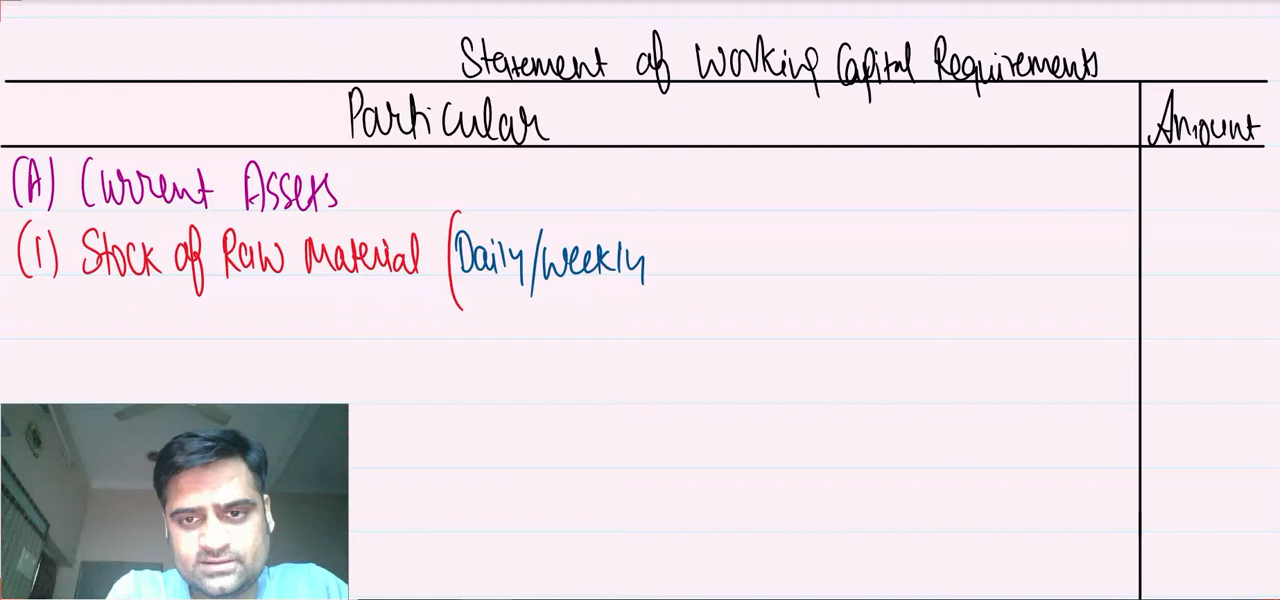 Statement of Working Capital Requirements
Particular
Amount
(A) Current Assets
(1) Stock of Raw Material (Daily/Weekly